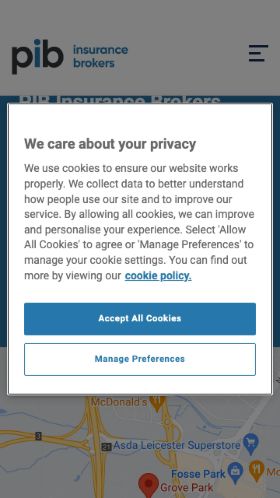 pib insurance
brokers
PIB Insurance Brokers
We care about your privacy
We use cookies to ensure our website works
properly. We collect data to better understand
how people use our site and to improve our
service. By allowing all cookies, we can improve
and personalise your experience. Select 'Allow
All Cookies' to agree or 'Manage Preferences' to
manage your cookie settings. You can find out
more by viewing our cookie policy.
Accept All Cookies
Manage Preferences
McDonald's
3
21
Asda Leicester Superstore
3
Fosse Park
Mc
Grove Park